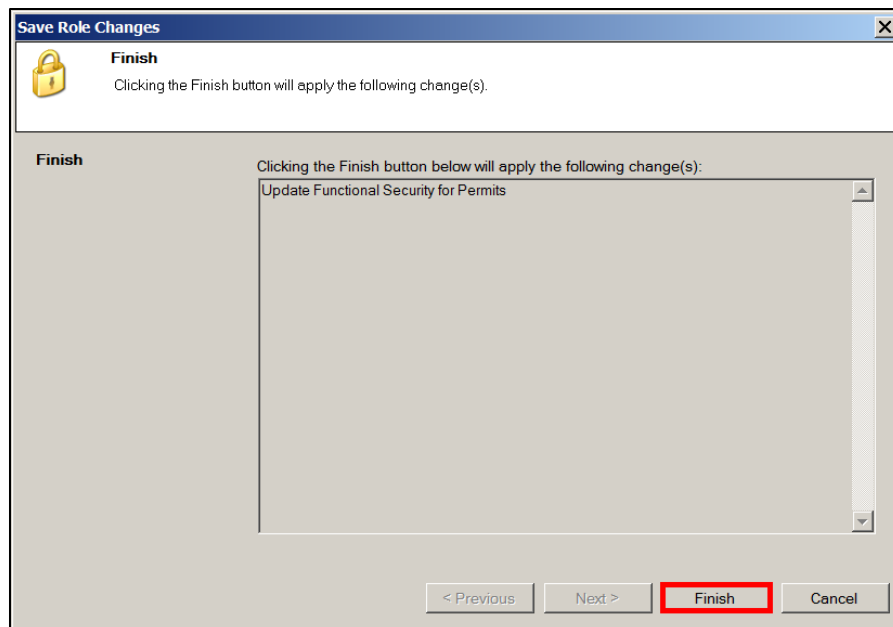 Save Role Changes
Finish
Clicking the Finish button will apply the following change(s).
Finish
Clicking the Finish button below will apply the following change(s):
Update Functional Security for Permits
< Previous
Next >
Finish
Cancel